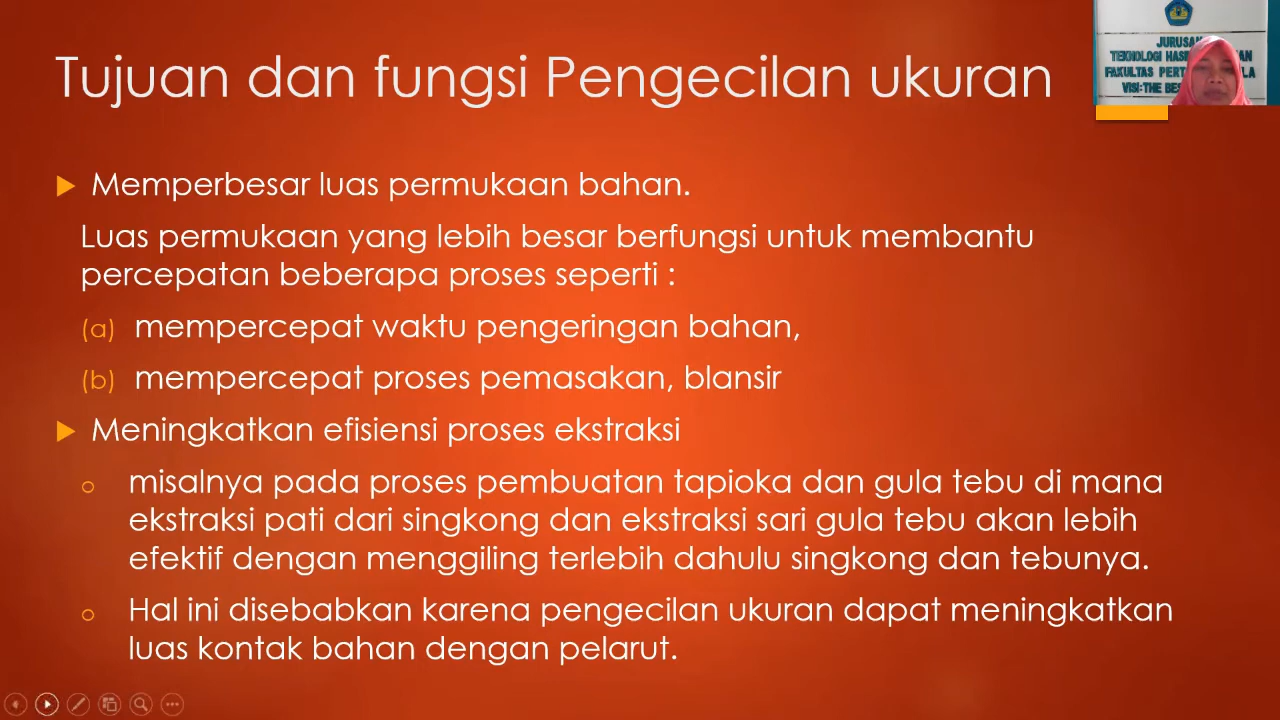 Tujuan dan fungsi Pengecilan ukuran
JURUSAN
TEKNOLOGI
FAKULTAS
VISI:THE
Memperbesar luas permukaan bahan.
Luas permukaan yang lebih besar berfungsi untuk membantu
percepatan beberapa proses seperti :
(a) mempercepat waktu pengeringan bahan,
(b) mempercepat proses pemasakan, blansir
Meningkatkan efisiensi proses ekstraksi
misalnya pada proses pembuatan tapioka dan gula tebu di mana
ekstraksi pati dari singkong dan ekstraksi sari gula tebu akan lebih
efektif dengan menggiling terlebih dahulu singkong dan tebunya.
Hal ini disebabkan karena pengecilan ukuran dapat meningkatkan
luas kontak bahan dengan pelarut.